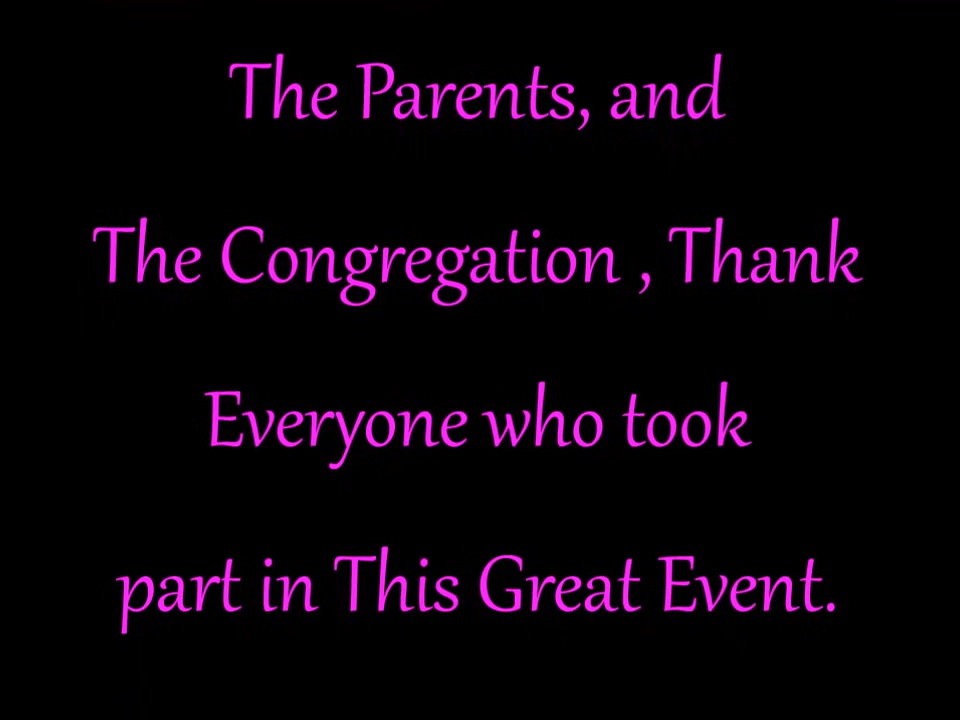 The Parents, and
The Congregation , Thank
Everyone who took
part in This Great Event.